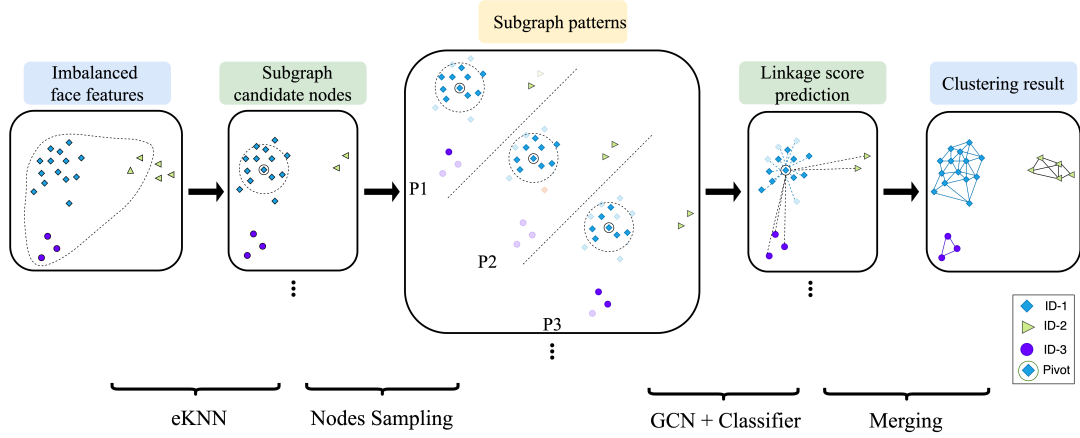 Subgraph patterns
Imbalanced
face features
Subgraph
candidate nodes
Linkage score
prediction
Clustering result
P1
P2
P3
ID-1
ID-2
ID-3
Pivot
eKNN
Nodes Sampling
GCN + Classifier
Merging